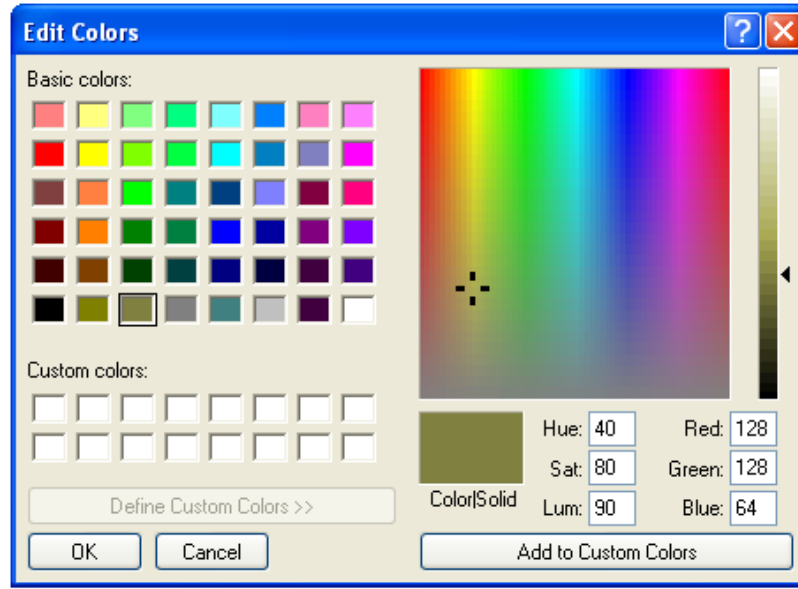 Edit Colors
Basic colors:
Custom colors:
Define Custom Colors >>
OK Cancel
Color|Solid
Hue: 40 Red: 128
Sat: 80 Green: 128
Lum: 90 Blue: 64
Add to Custom Colors